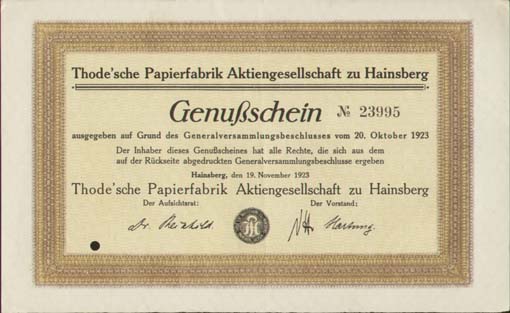 Thode'sche Papierfabrik Aktiengesellschaft zu Hainsberg
Genußschein № 23995
ausgegeben auf Grund des Generalversammlungsbeschlusses vom 20. Oktober 1923
Der Inhaber dieses Genußscheines hat alle Rechte, die sich aus dem
auf der Rückseite abgedruckten Generalversammlungsbeschlusse ergeben
Hainsberg, den 19. November 1923
Thode'sche Papierfabrik Aktiengesellschaft zu Hainsberg
Der Aufsichtsrat: Der Vorstand:
Dr. Hartung